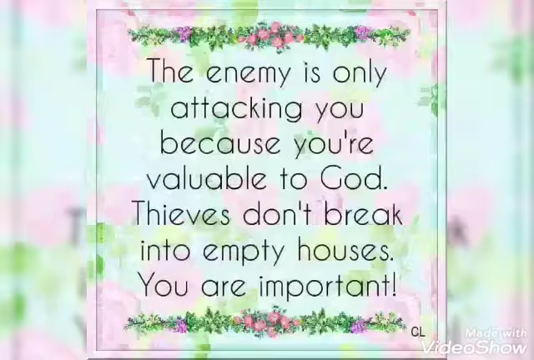 The enemy is only
attacking you
because you're
valuable to God.
Thieves don't break
into empty houses.
You are important!
CL
Made with
VideoShow